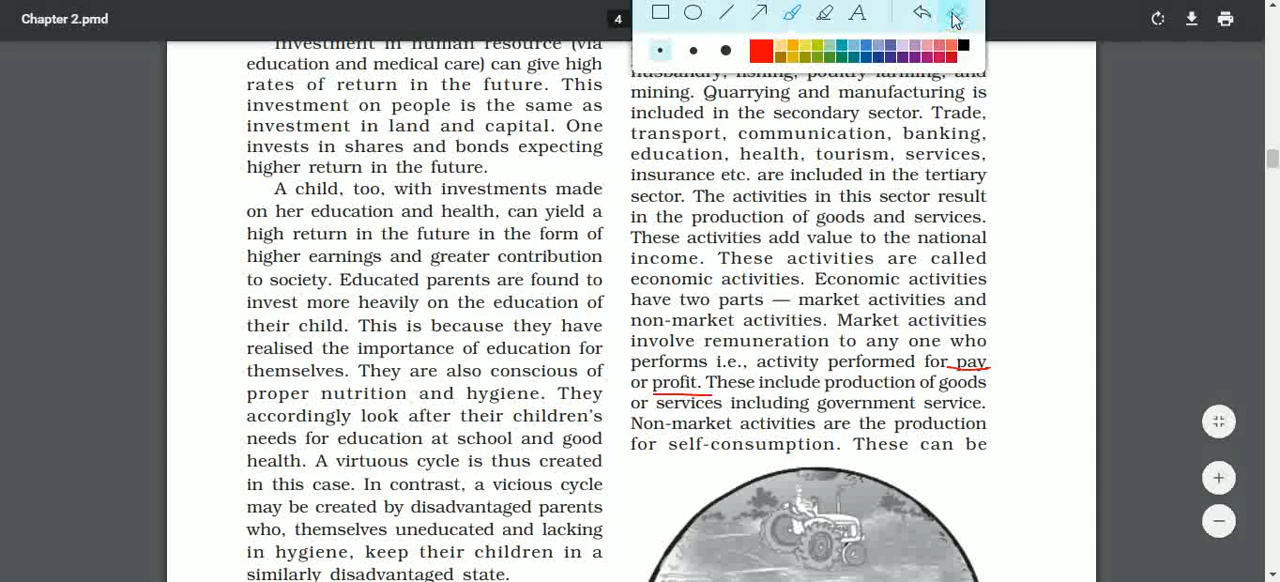 Chapter 2.pmd
4
A
investment in human resource (via
education and medical care) can give high
rates of return in the future. This
investment on people is the same as
investment in land and capital. One
invests in shares and bonds expecting
higher return in the future.
A child, too, with investments made
on her education and health, can yield a
high return in the future in the form of
higher earnings and greater contribution
to society. Educated parents are found to
invest more heavily on the education of
their child. This is because they have
realised the importance of education for
themselves. They are also conscious of
proper nutrition and hygiene. They
accordingly look after their children's
needs for education at school and good
health. A virtuous cycle is thus created
in this case. In contrast, a vicious cycle
may be created by disadvantaged parents
who, themselves uneducated and lacking
in hygiene, keep their children in a
similarly disadvantaged state.
husbandry, fishing, poultry farming, and
mining. Quarrying and manufacturing is
included in the secondary sector. Trade,
transport, communication, banking,
education, health, tourism, services,
insurance etc. are included in the tertiary
sector. The activities in this sector result
in the production of goods and services.
These activities add value to the national
income. These activities are called
economic activities. Economic activities
have two parts — market activities and
non-market activities. Market activities
involve remuneration to any one who
performs i.e., activity performed for pay
or profit. These include production of goods
or services including government service.
Non-market activities are the production
for self-consumption. These can be